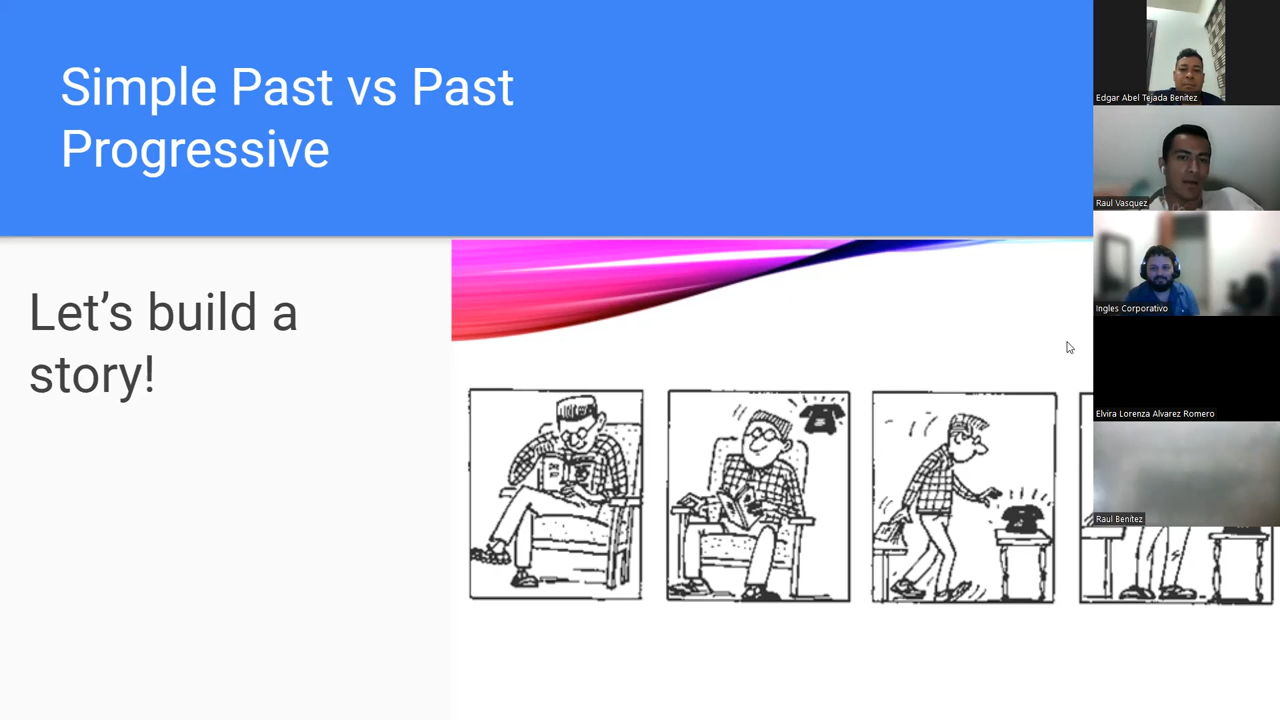 Simple Past vs Past
Progressive
Let's build a
story!
Edgar Abel Tejada Benitez
Raul Vasquez
Ingles Corporativo
Elvira Lorenza Alvarez Romero
Raul Benitez